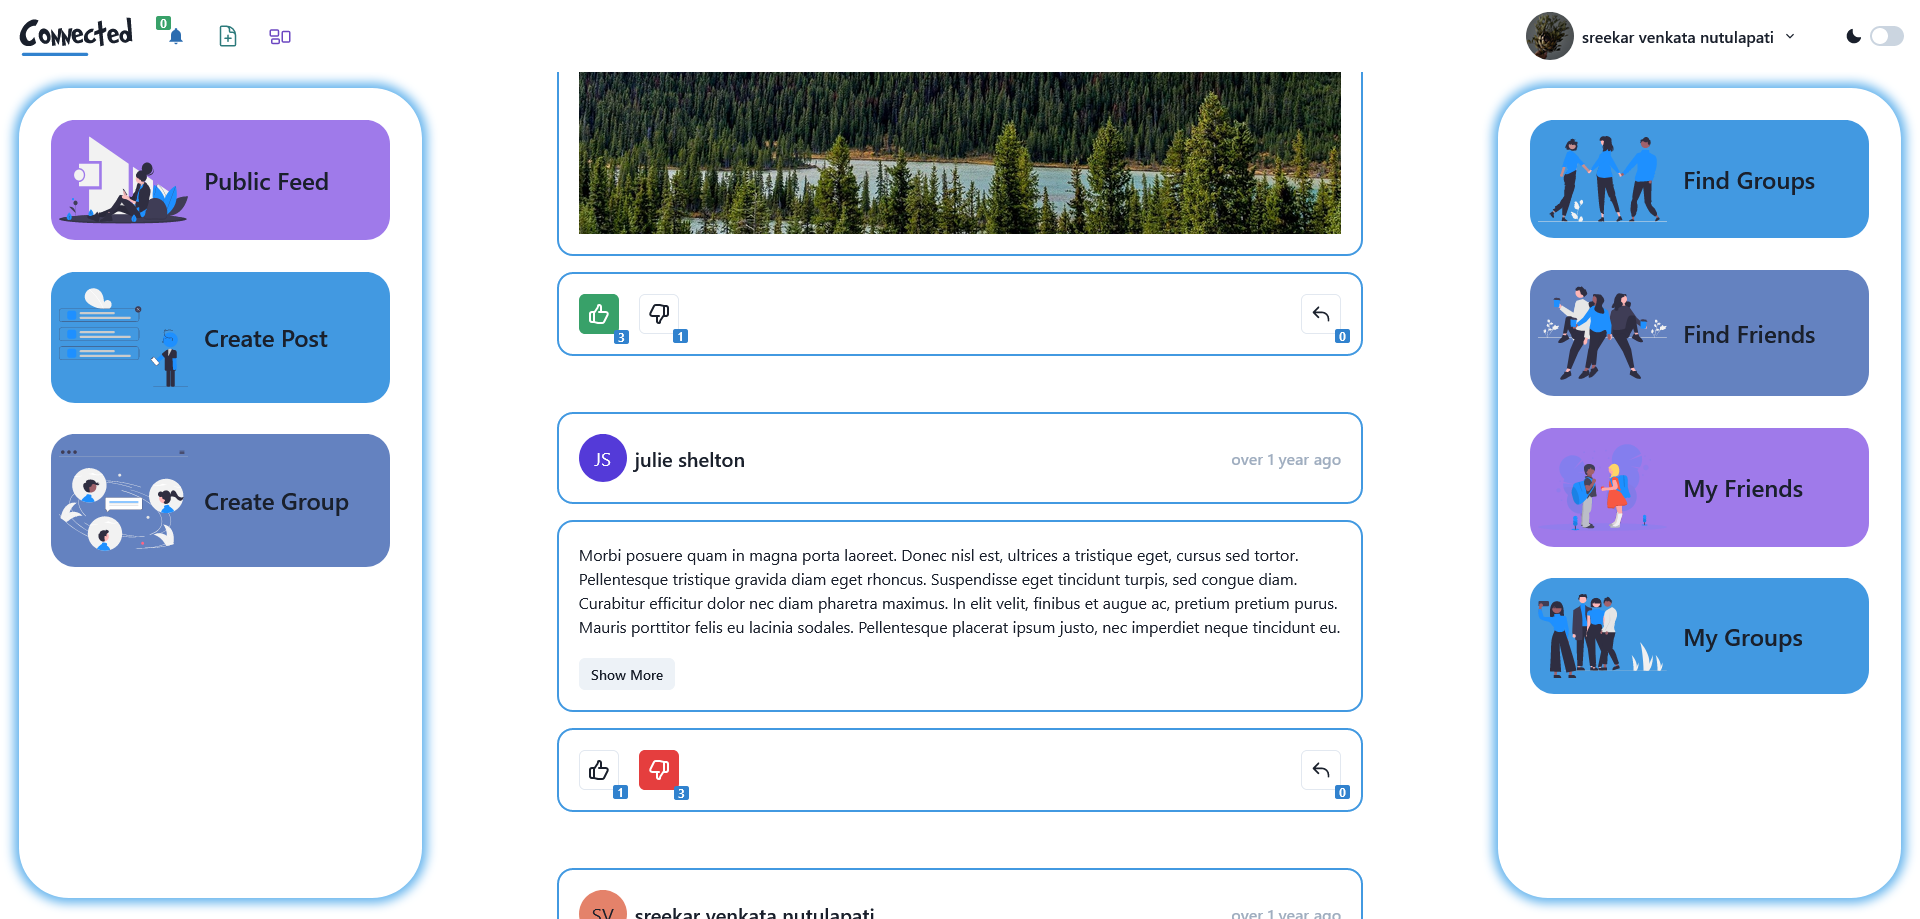 Connected
0
sreekar venkata nutulapati
Public Feed
Create Post
Create Group
3
1
0
JS
julie shelton
over 1 year ago
Morbi posuere quam in magna porta laoreet. Donec nisl est, ultrices a tristique eget, cursus sed tortor.
Pellentesque tristique gravida diam eget rhoncus. Suspendisse eget tincidunt turpis, sed congue diam.
Curabitur efficitur dolor nec diam pharetra maximus. In elit velit, finibus et augue ac, pretium pretium purus.
Mauris porttitor felis eu lacinia sodales. Pellentesque placerat ipsum justo, nec imperdiet neque tincidunt eu.
Show More
1
3
0
SV
sreekar venkata nutulapati
over 1 year ago
Find Groups
Find Friends
My Friends
My Groups